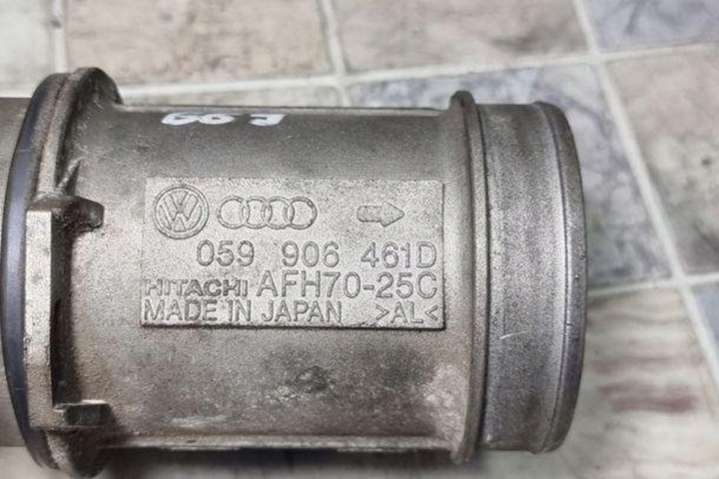 059 906 461D
HITACHI AFH70-25C
MADE IN JAPAN >AL<